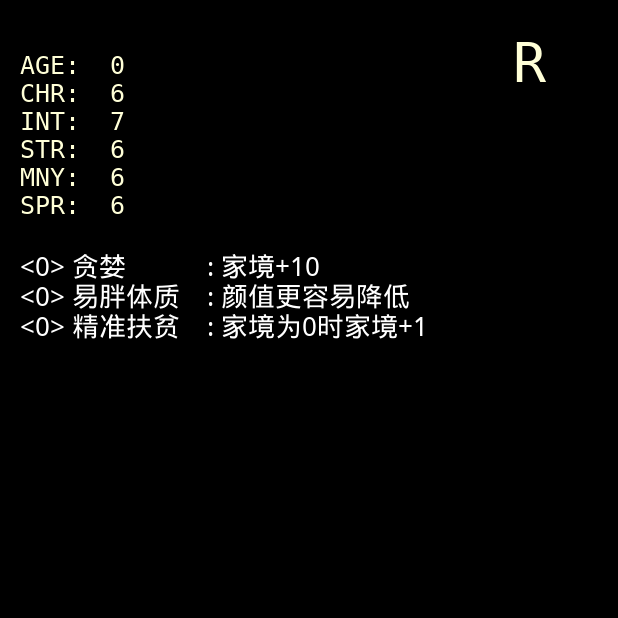 R
AGE: 0
CHR: 6
INT: 7
STR: 6
MNY: 6
SPR: 6
<0> 贪婪 : 家境+10
<0> 易胖体质 : 颜值更容易降低
<0> 精准扶贫 : 家境为0时家境+1